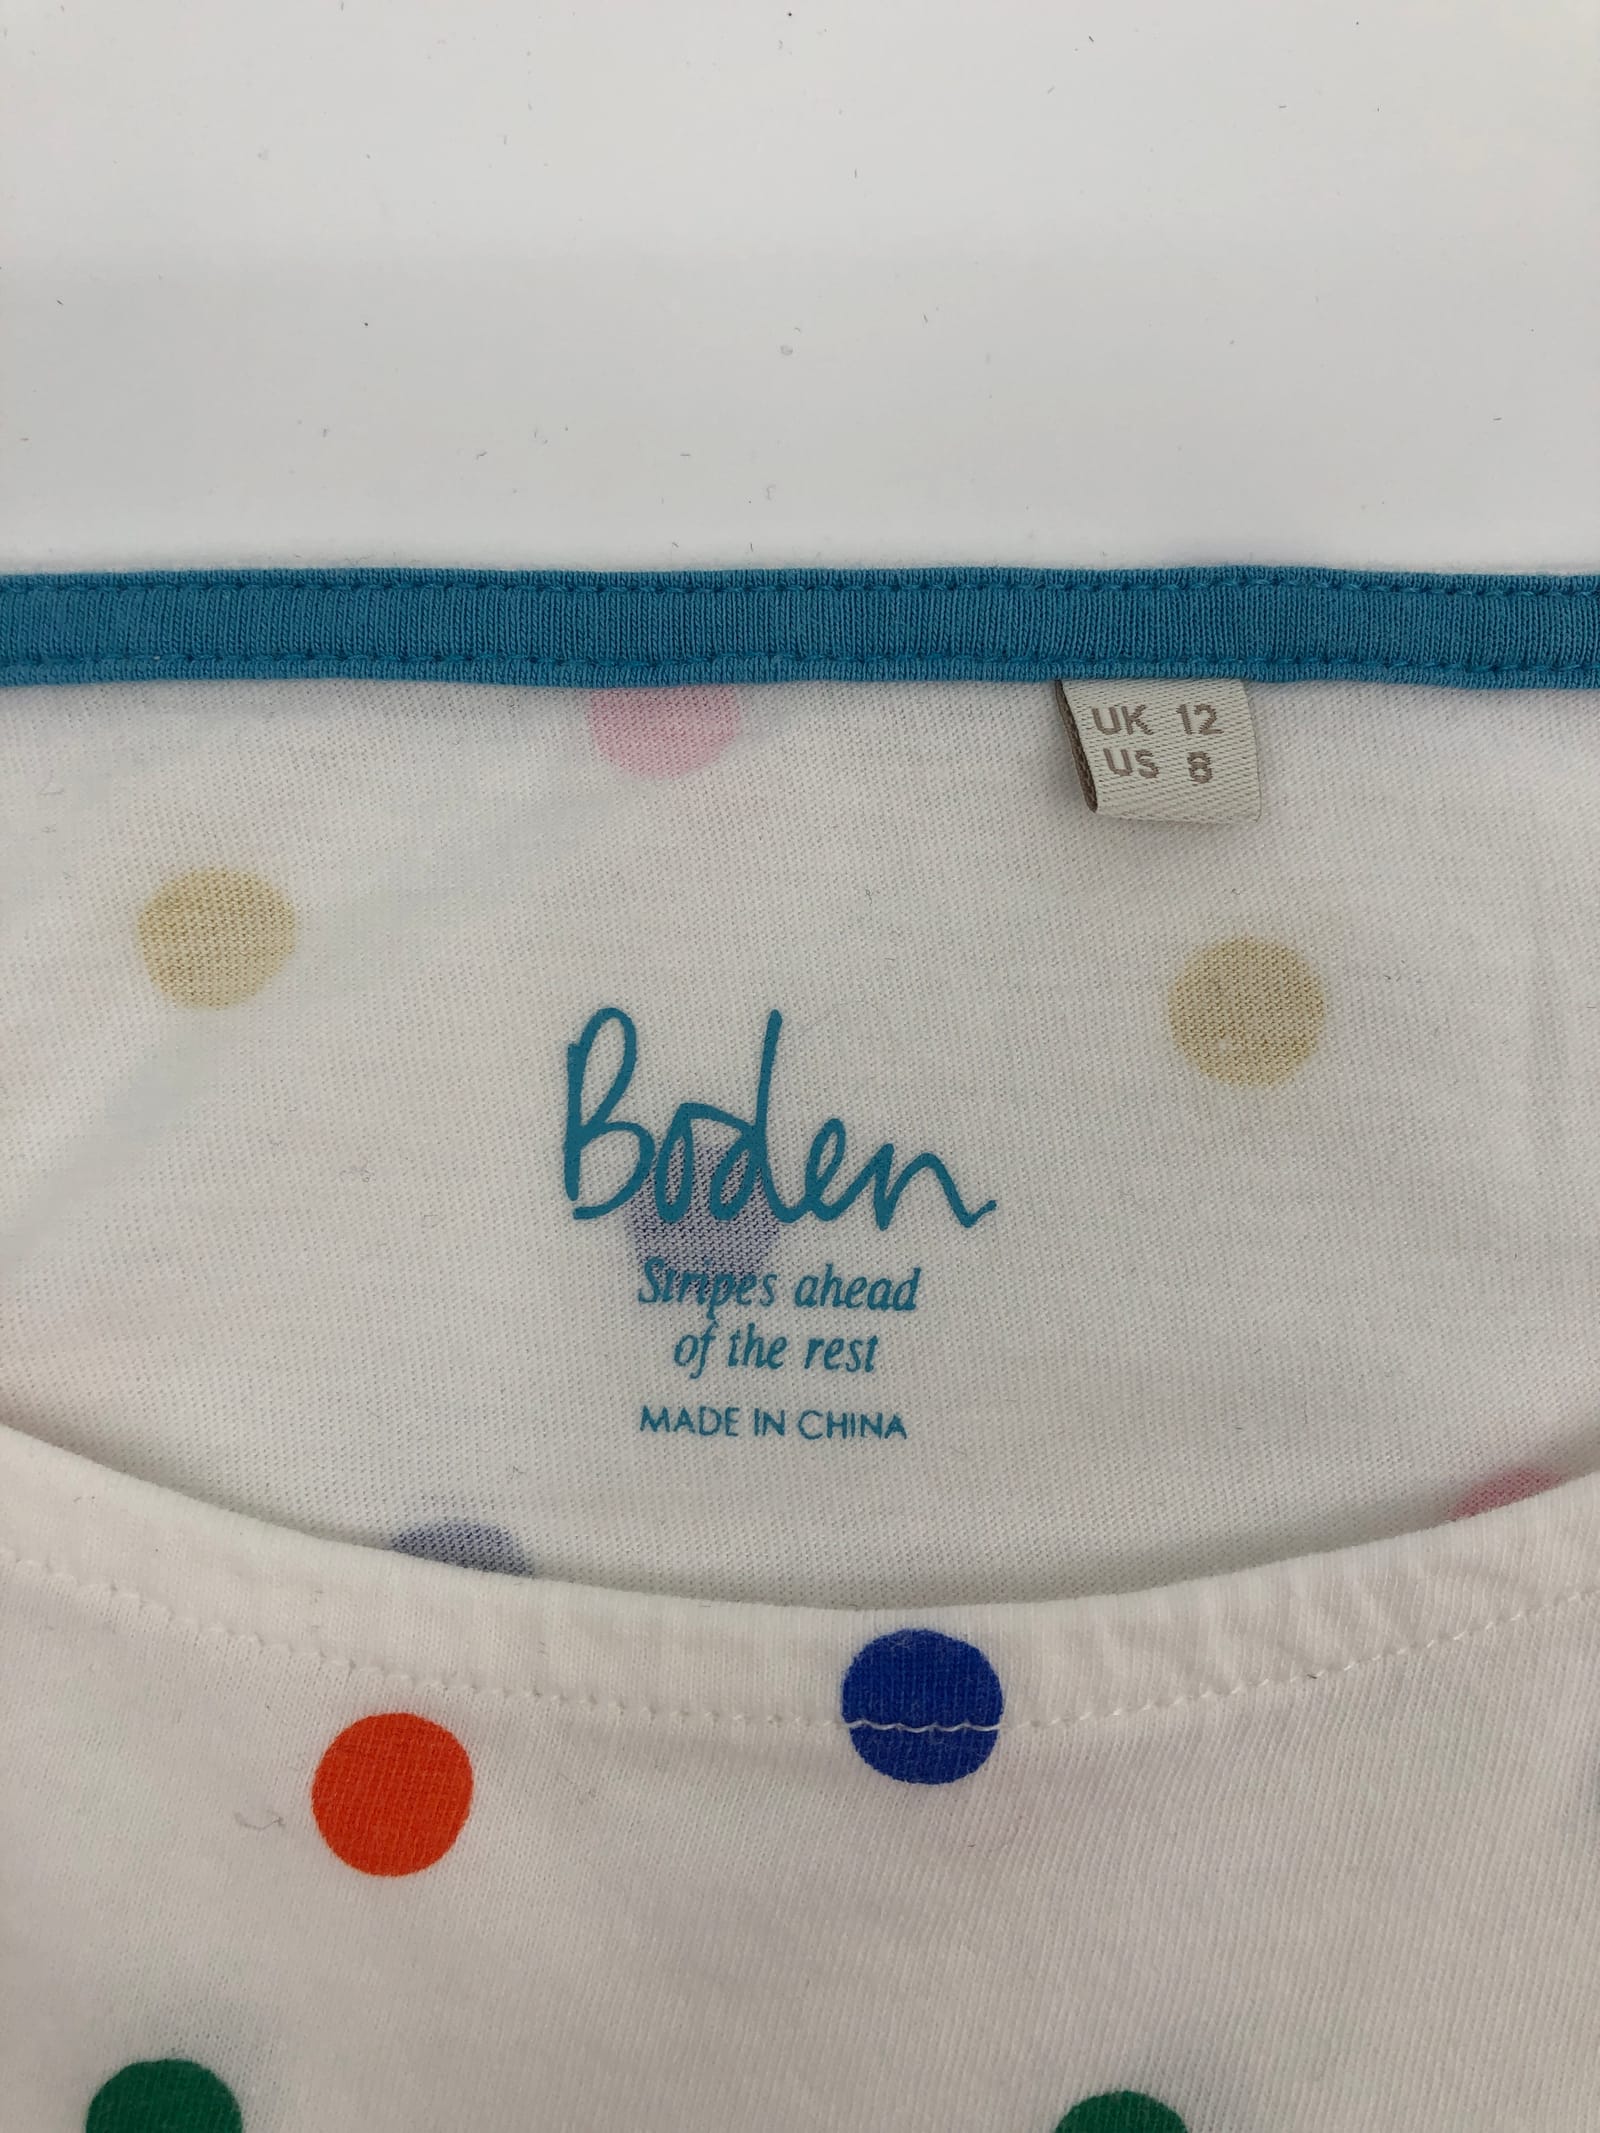 UK 12
US 8
Boden
Stripes ahead
of the rest
MADE IN CHINA